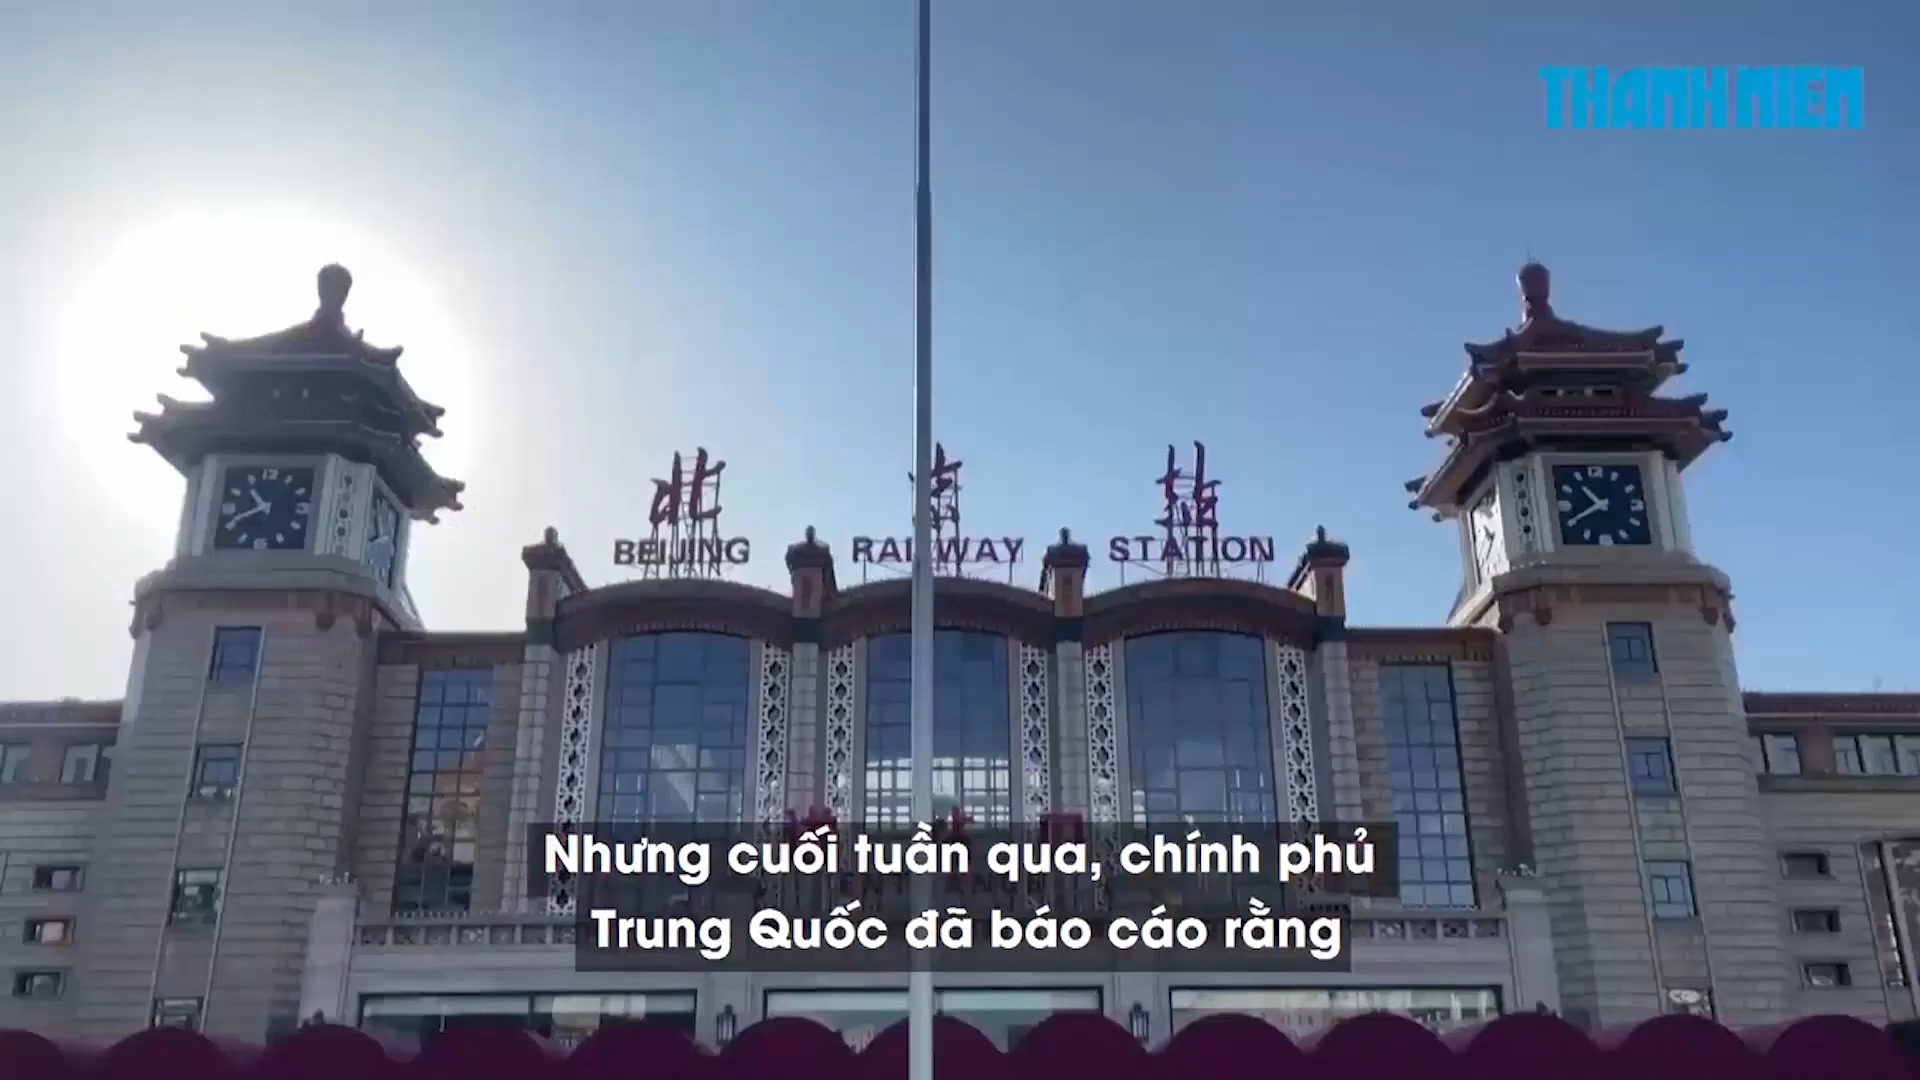 THANH NIEN
北京站
BEIJING RAILWAY STATION
Nhưng cuối tuần qua, chính phủ
Trung Quốc đã báo cáo rằng